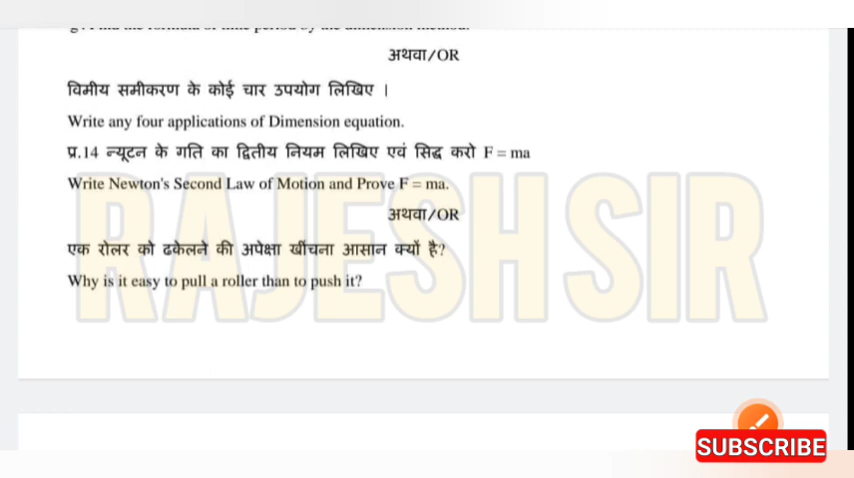 अथवा/OR
विमीय समीकरण के कोई चार उपयोग लिखिए ।
Write any four applications of Dimension equation.
प्र.14 न्यूटन के गति का द्वितीय नियम लिखिए एवं सिद्ध करो F = ma
Write Newton's Second Law of Motion and Prove F = ma.
अथवा/OR
एक रोलर को ढकेलने की अपेक्षा खींचना आसान क्यों है?
Why is it easy to pull a roller than to push it?
RAJESH SIR
SUBSCRIBE